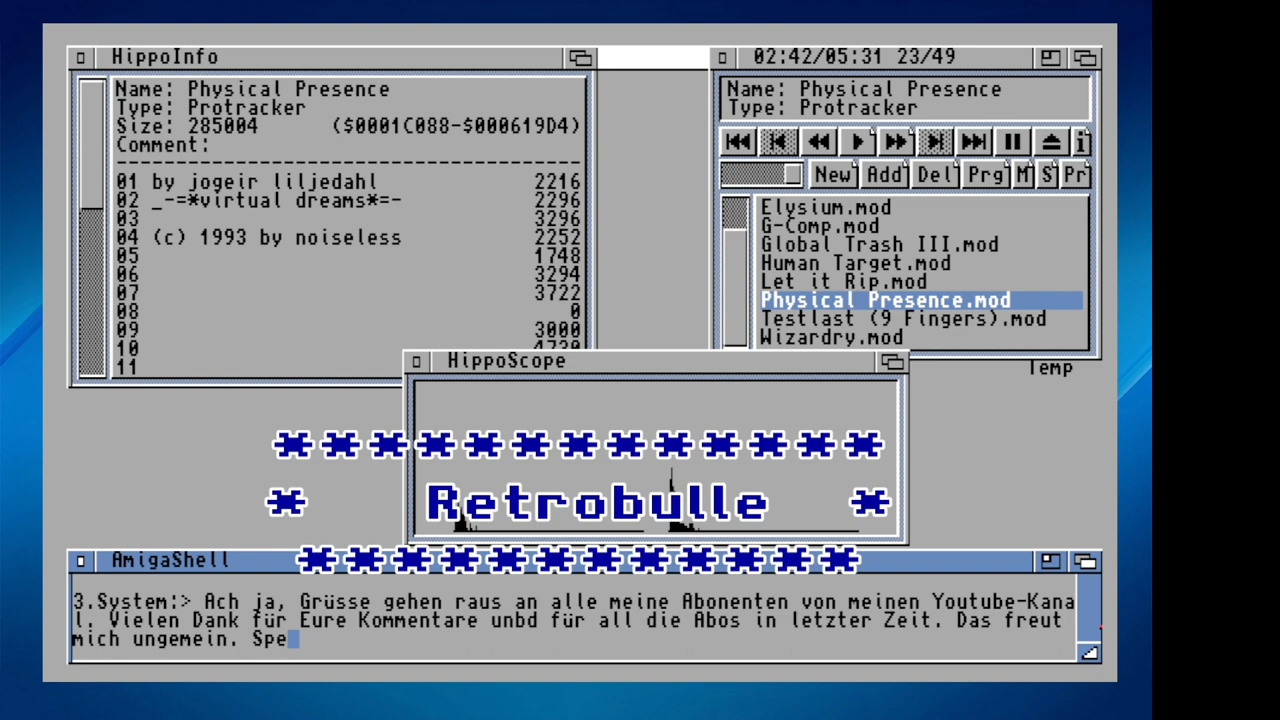 HippoInfo
Name: Physical Presence
Type: Protracker
Size: 285004 ($0001C088-$000619D4)
Comment:
--------------------------------------------------
01 by jogeir liljedahl 2216
02 _-=*virtual dreams*=- 2296
03 3296
04 (c) 1993 by noiseless 2252
05 1748
06 3294
07 3722
08 0
09 3000
10 4730
11
02:42/05:31 23/49
Name: Physical Presence
Type: Protracker
i
New Add Del Prg M S Pr
Elysium.mod
G-Comp.mod
Global Trash III.mod
Human Target.mod
Let it Rip.mod
Physical Presence.mod
Testlast (9 Fingers).mod
Wizardry.mod
Temp
HippoScope
* * * * * * * * * * * * *
* Retrobulle *
* * * * * * * * * * * *
AmigaShell
3.System:> Ach ja, Grüsse gehen raus an alle meine Abonenten von meinen Youtube-Kana
l. Vielen Dank für Eure Kommentare unbd für all die Abos in letzter Zeit. Das freut
mich ungemein. Spe